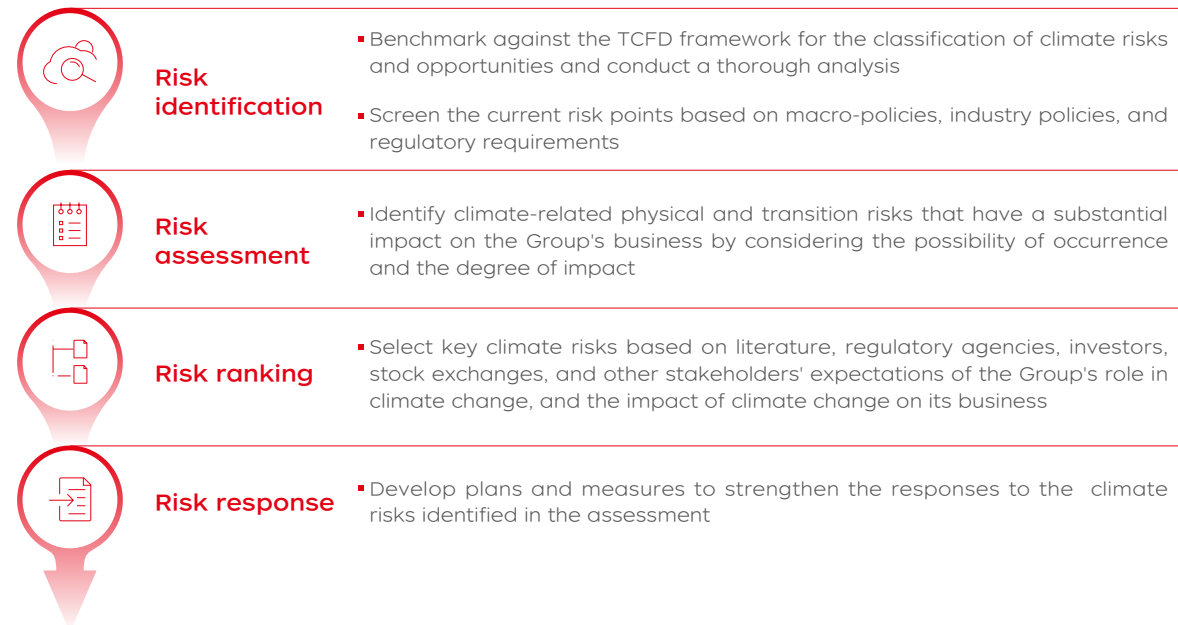 Risk
identification
Benchmark against the TCFD framework for the classification of climate risks
and opportunities and conduct a thorough analysis
Screen the current risk points based on macro-policies, industry policies, and
regulatory requirements
Risk
assessment
Identify climate-related physical and transition risks that have a substantial
impact on the Group's business by considering the possibility of occurrence
and the degree of impact
Risk ranking
Select key climate risks based on literature, regulatory agencies, investors,
stock exchanges, and other stakeholders' expectations of the Group's role in
climate change, and the impact of climate change on its business
Risk response
Develop plans and measures to strengthen the responses to the climate
risks identified in the assessment